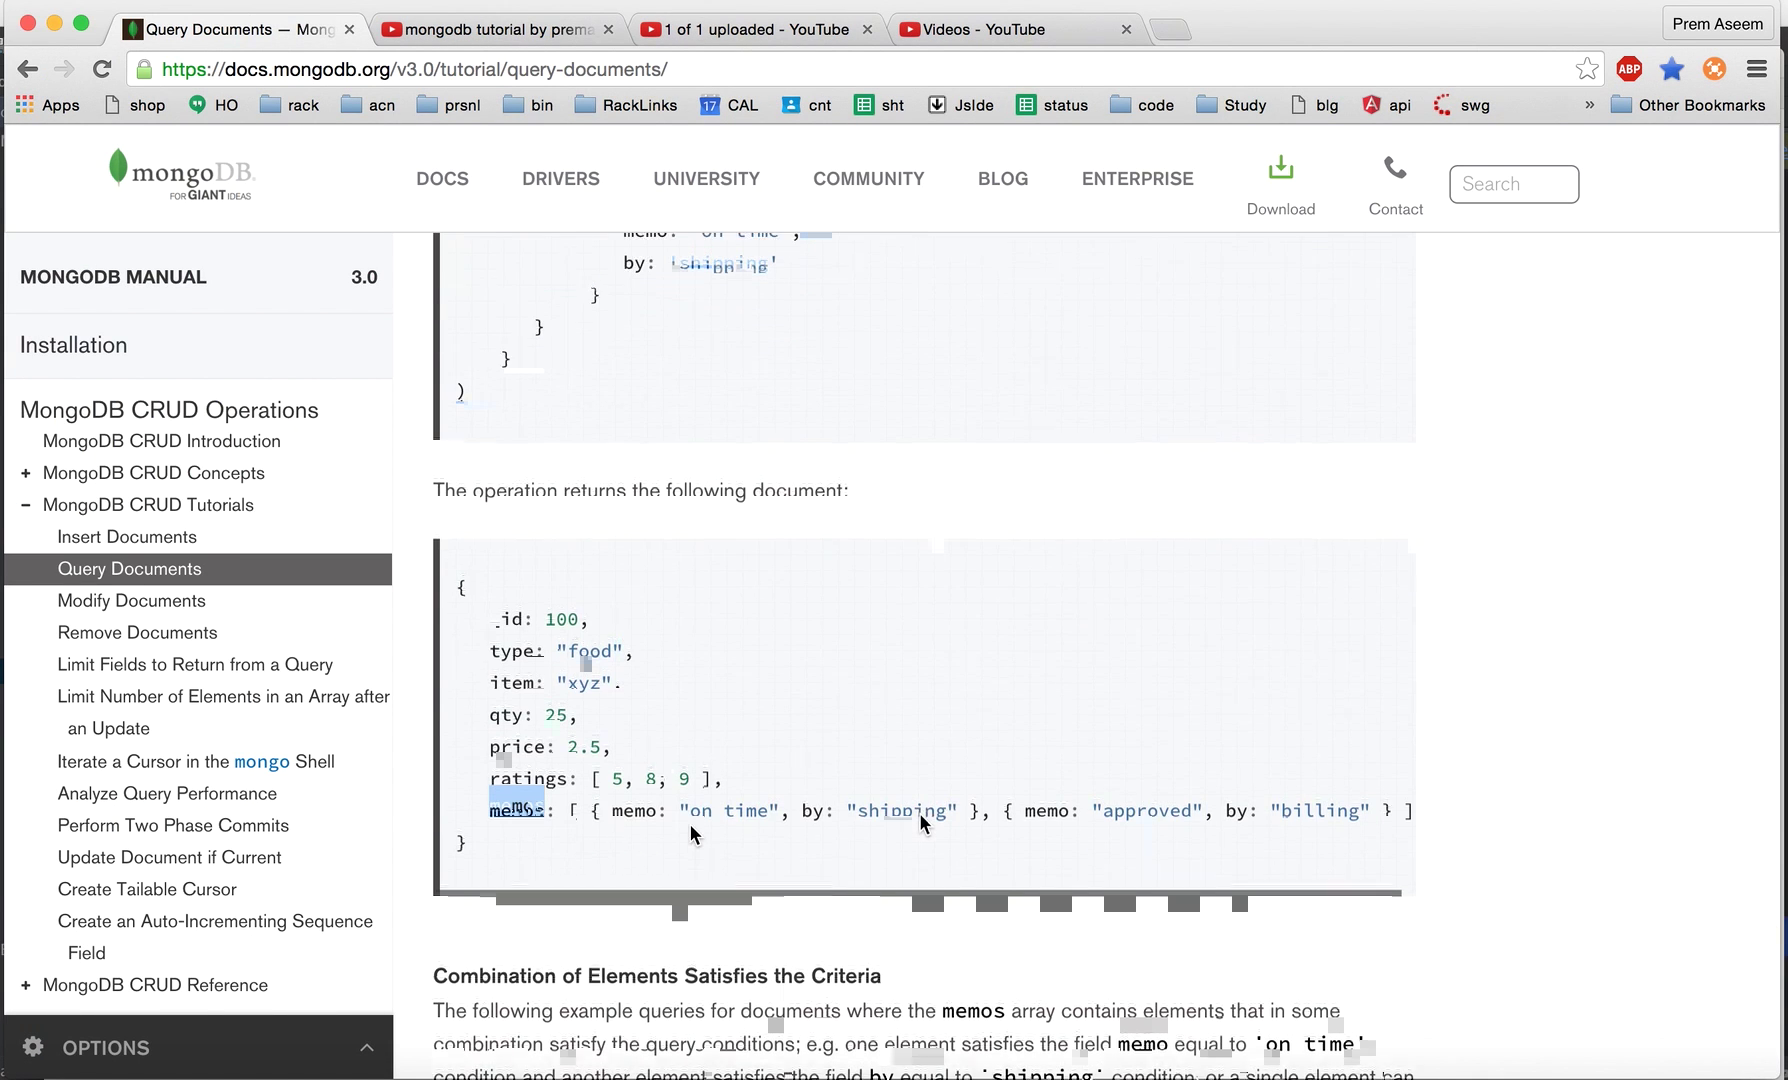 Prem Aseem
Query Documents — Mong
mongodb tutorial by prema
1 of 1 uploaded - YouTube
Videos - YouTube
https://docs.mongodb.org/v3.0/tutorial/query-documents/
ABP
Apps shop HO rack acn prsnl bin RackLinks 17 CAL cnt sht JsIde status code Study blg api swg » Other Bookmarks
mongoDB.
FOR GIANT IDEAS
DOCS DRIVERS UNIVERSITY COMMUNITY BLOG ENTERPRISE
Download
Contact
Search
MONGODB MANUAL 3.0
Installation
MongoDB CRUD Operations
MongoDB CRUD Introduction
+ MongoDB CRUD Concepts
– MongoDB CRUD Tutorials
Insert Documents
Query Documents
Modify Documents
Remove Documents
Limit Fields to Return from a Query
Limit Number of Elements in an Array after
an Update
Iterate a Cursor in the mongo Shell
Analyze Query Performance
Perform Two Phase Commits
Update Document if Current
Create Tailable Cursor
Create an Auto-Incrementing Sequence
Field
+ MongoDB CRUD Reference
OPTIONS
memo: 'on time',
by: 'shipping'
}
}
}
)
The operation returns the following document:
{
_id: 100,
type: "food",
item: "xyz",
qty: 25,
price: 2.5,
ratings: [ 5, 8, 9 ],
memos: [ { memo: "on time", by: "shipping" }, { memo: "approved", by: "billing" } ]
}
Combination of Elements Satisfies the Criteria
The following example queries for documents where the memos array contains elements that in some
combination satisfy the query conditions; e.g. one element satisfies the field memo equal to 'on time'
condition and another element satisfies the field by equal to 'shipping' condition, or a single element can